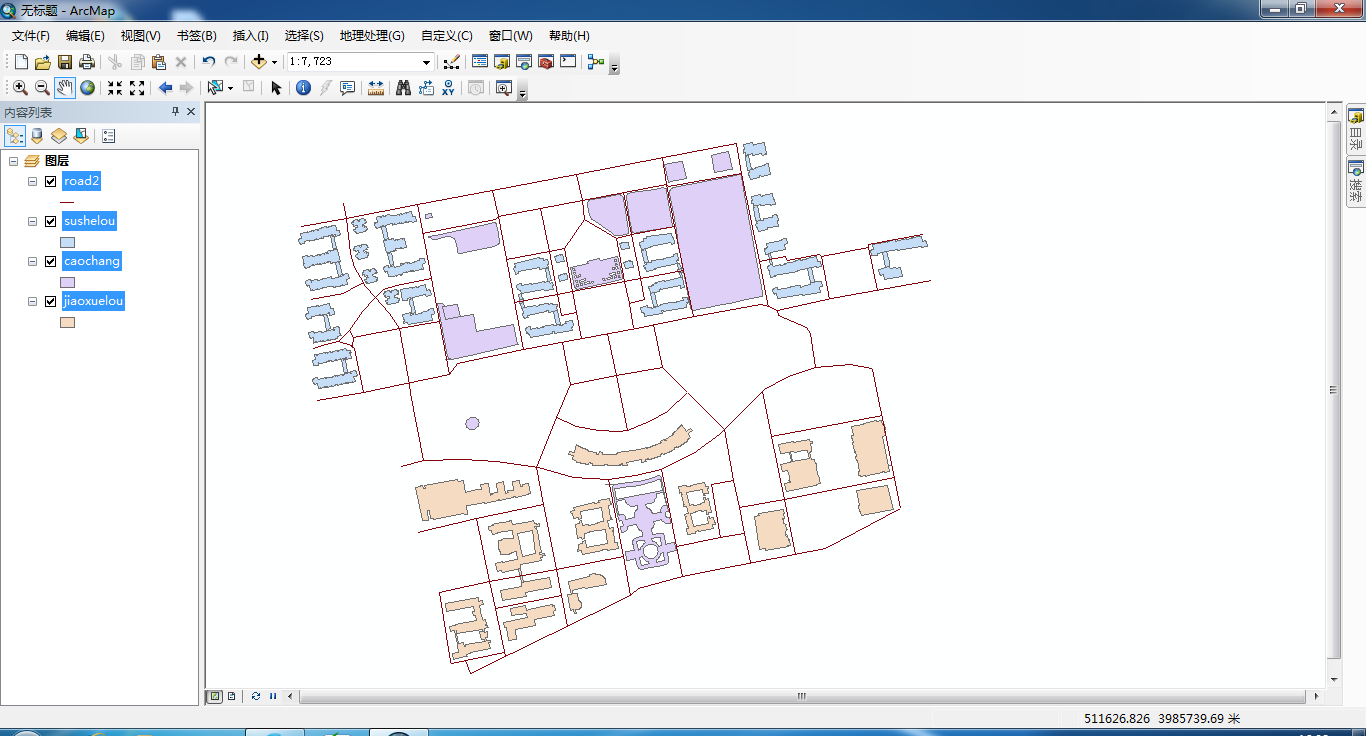 无标题 - ArcMap
文件(F) 编辑(E) 视图(V) 书签(B) 插入(I) 选择(S) 地理处理(G) 自定义(C) 窗口(W) 帮助(H)
1:7,723
XY
内容列表
图层
road2
sushelou
caochang
jiaoxuelou
目录
搜索
511626.826 3985739.69 米